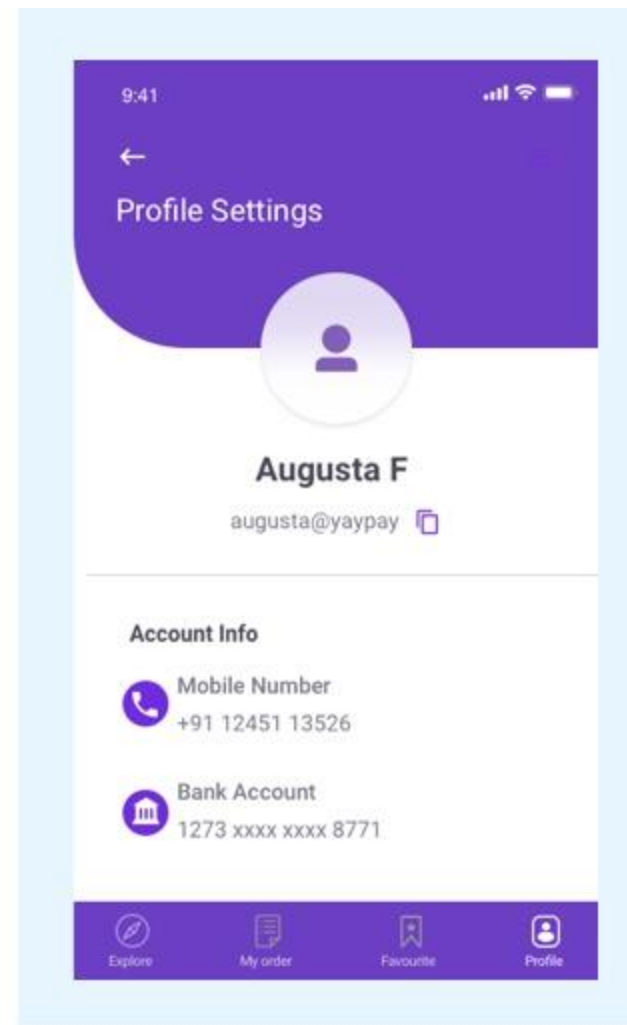 9:41
Profile Settings
Augusta F
augusta@yaypay
Account Info
Mobile Number
+91 12451 13526
Bank Account
1273 xxxx xxxx 8771
Explore My order Favourite Profile